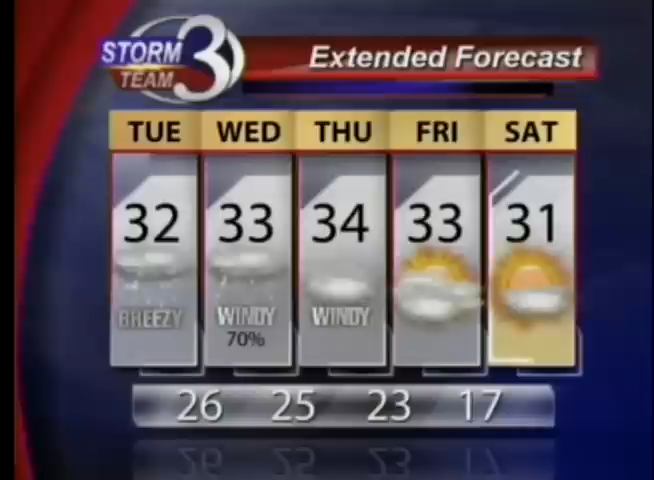 STORM 3
TEAM
Extended Forecast
TUE WED THU FRI SAT
32 33 34 33 31
BREEZY WINDY WINDY
70%
26 25 23 17